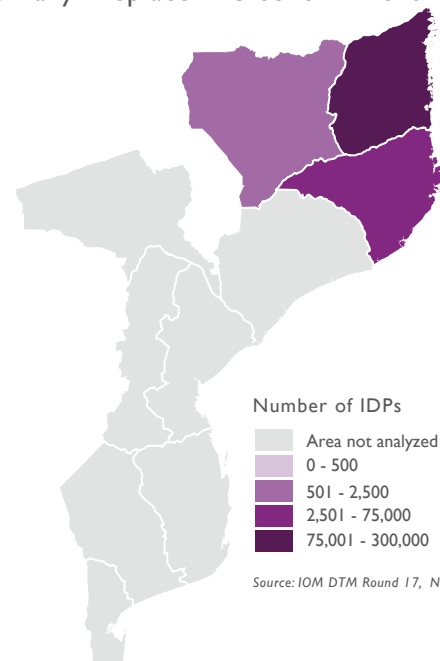 Number of IDPs
Area not analyzed
0 - 500
501 - 2,500
2,501 - 75,000
75,001 - 300,000
Source: IOM DTM Round 17,